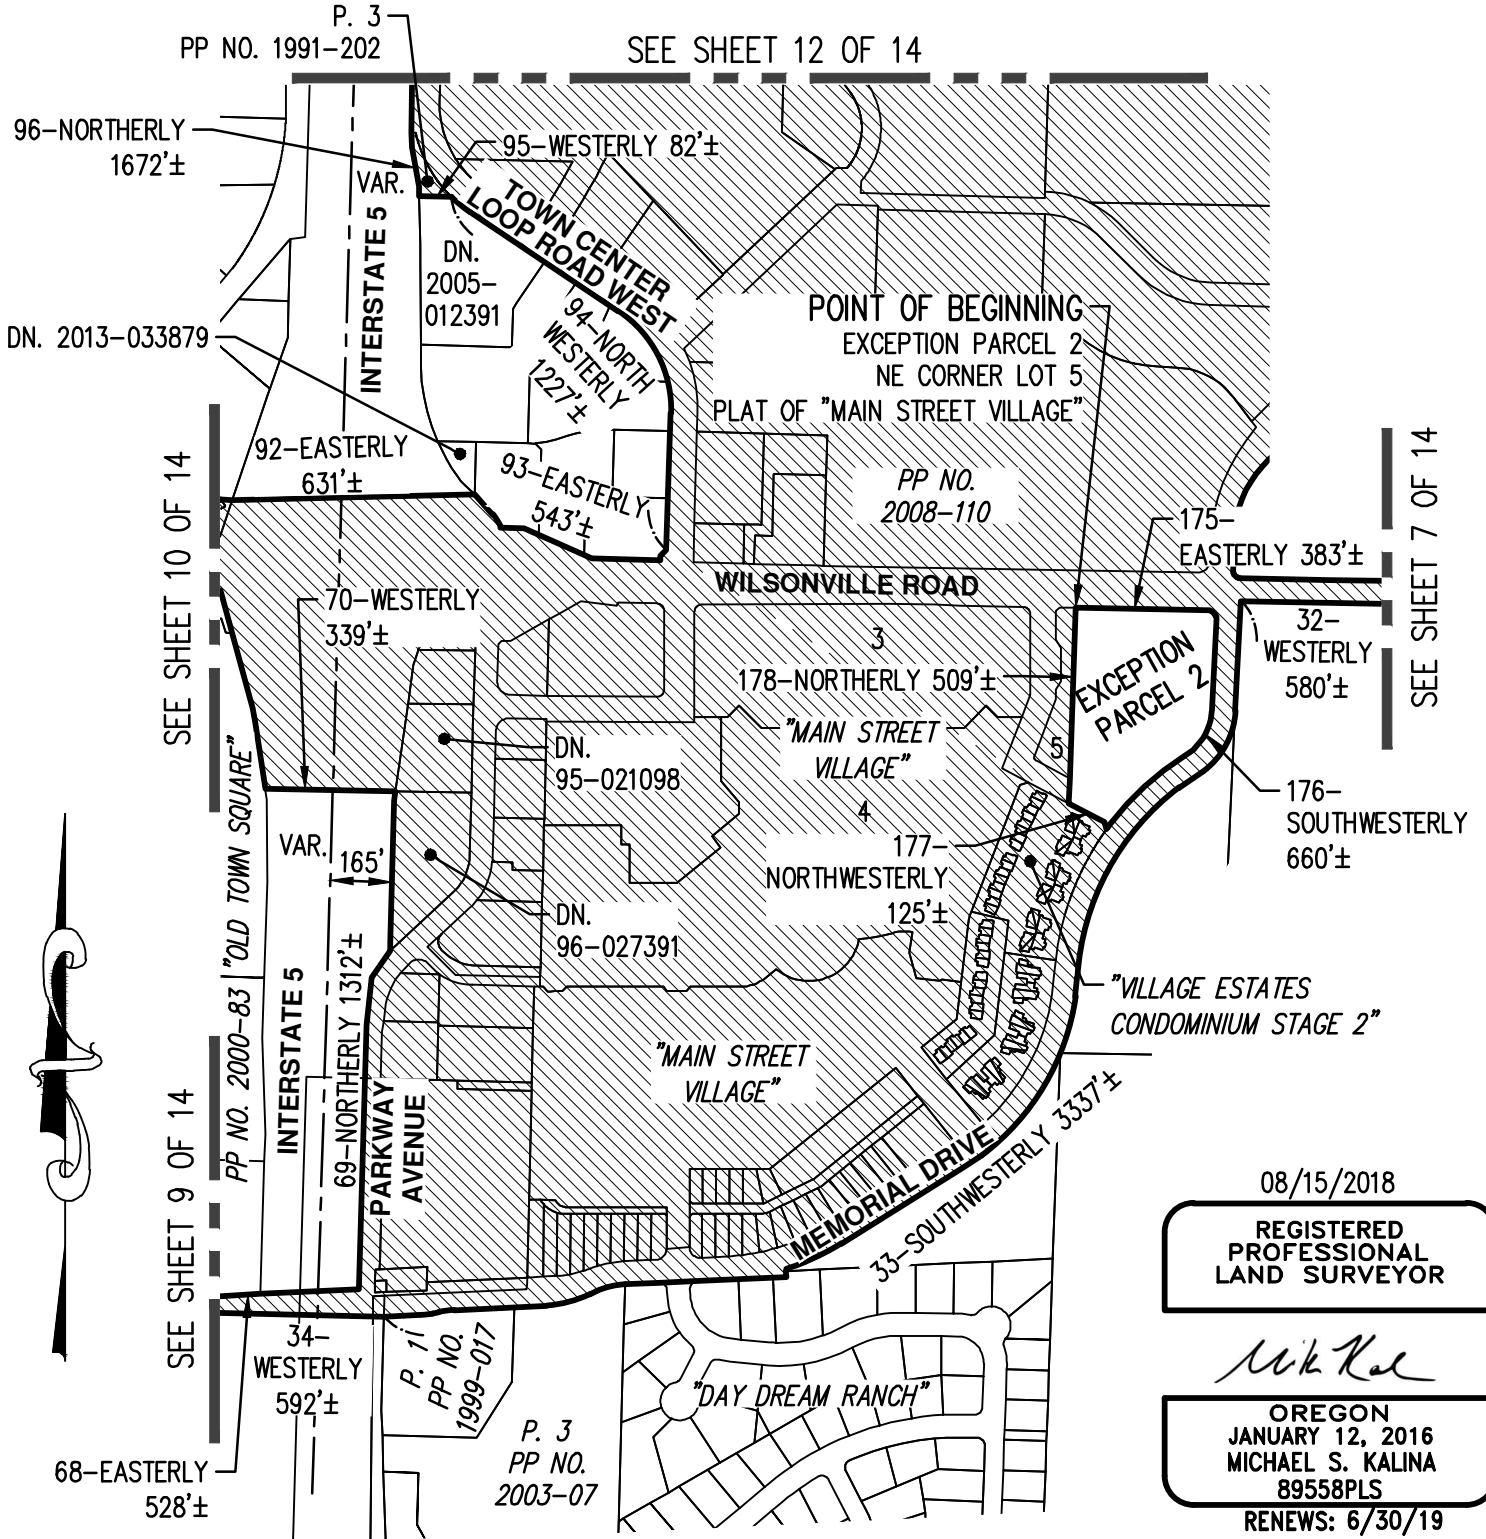 P. 3
PP NO. 1991-202
SEE SHEET 12 OF 14
96-NORTHERLY
1672'±
95-WESTERLY 82'±
VAR.
TOWN CENTER
LOOP ROAD WEST
INTERSTATE 5
DN.
2005-
012391
DN. 2013-033879
94-NORTH
WESTERLY
1227'±
POINT OF BEGINNING
EXCEPTION PARCEL 2
NE CORNER LOT 5
PLAT OF "MAIN STREET VILLAGE"
92-EASTERLY
631'±
93-EASTERLY
543'±
PP NO.
2008-110
SEE SHEET 10 OF 14
SEE SHEET 7 OF 14
175-
EASTERLY 383'±
WILSONVILLE ROAD
70-WESTERLY
339'±
3
178-NORTHERLY 509'±
EXCEPTION
PARCEL 2
32-
WESTERLY
580'±
"MAIN STREET
VILLAGE"
5
DN.
95-021098
4
176-
SOUTHWESTERLY
660'±
177-
NORTHWESTERLY
125'±
VAR.
165'
DN.
96-027391
PP NO. 2000-83 "OLD TOWN SQUARE"
INTERSTATE 5
69-NORTHERLY 1312'±
"VILLAGE ESTATES
CONDOMINIUM STAGE 2"
"MAIN STREET
VILLAGE"
PARKWAY
AVENUE
SEE SHEET 9 OF 14
MEMORIAL DRIVE
33-SOUTHWESTERLY 3337'±
34-
WESTERLY
592'±
P. 1
PP NO.
1999-017
"DAY DREAM RANCH"
P. 3
PP NO.
2003-07
68-EASTERLY
528'±
08/15/2018
REGISTERED
PROFESSIONAL
LAND SURVEYOR
Mik Kal
OREGON
JANUARY 12, 2016
MICHAEL S. KALINA
89558PLS
RENEWS: 6/30/19